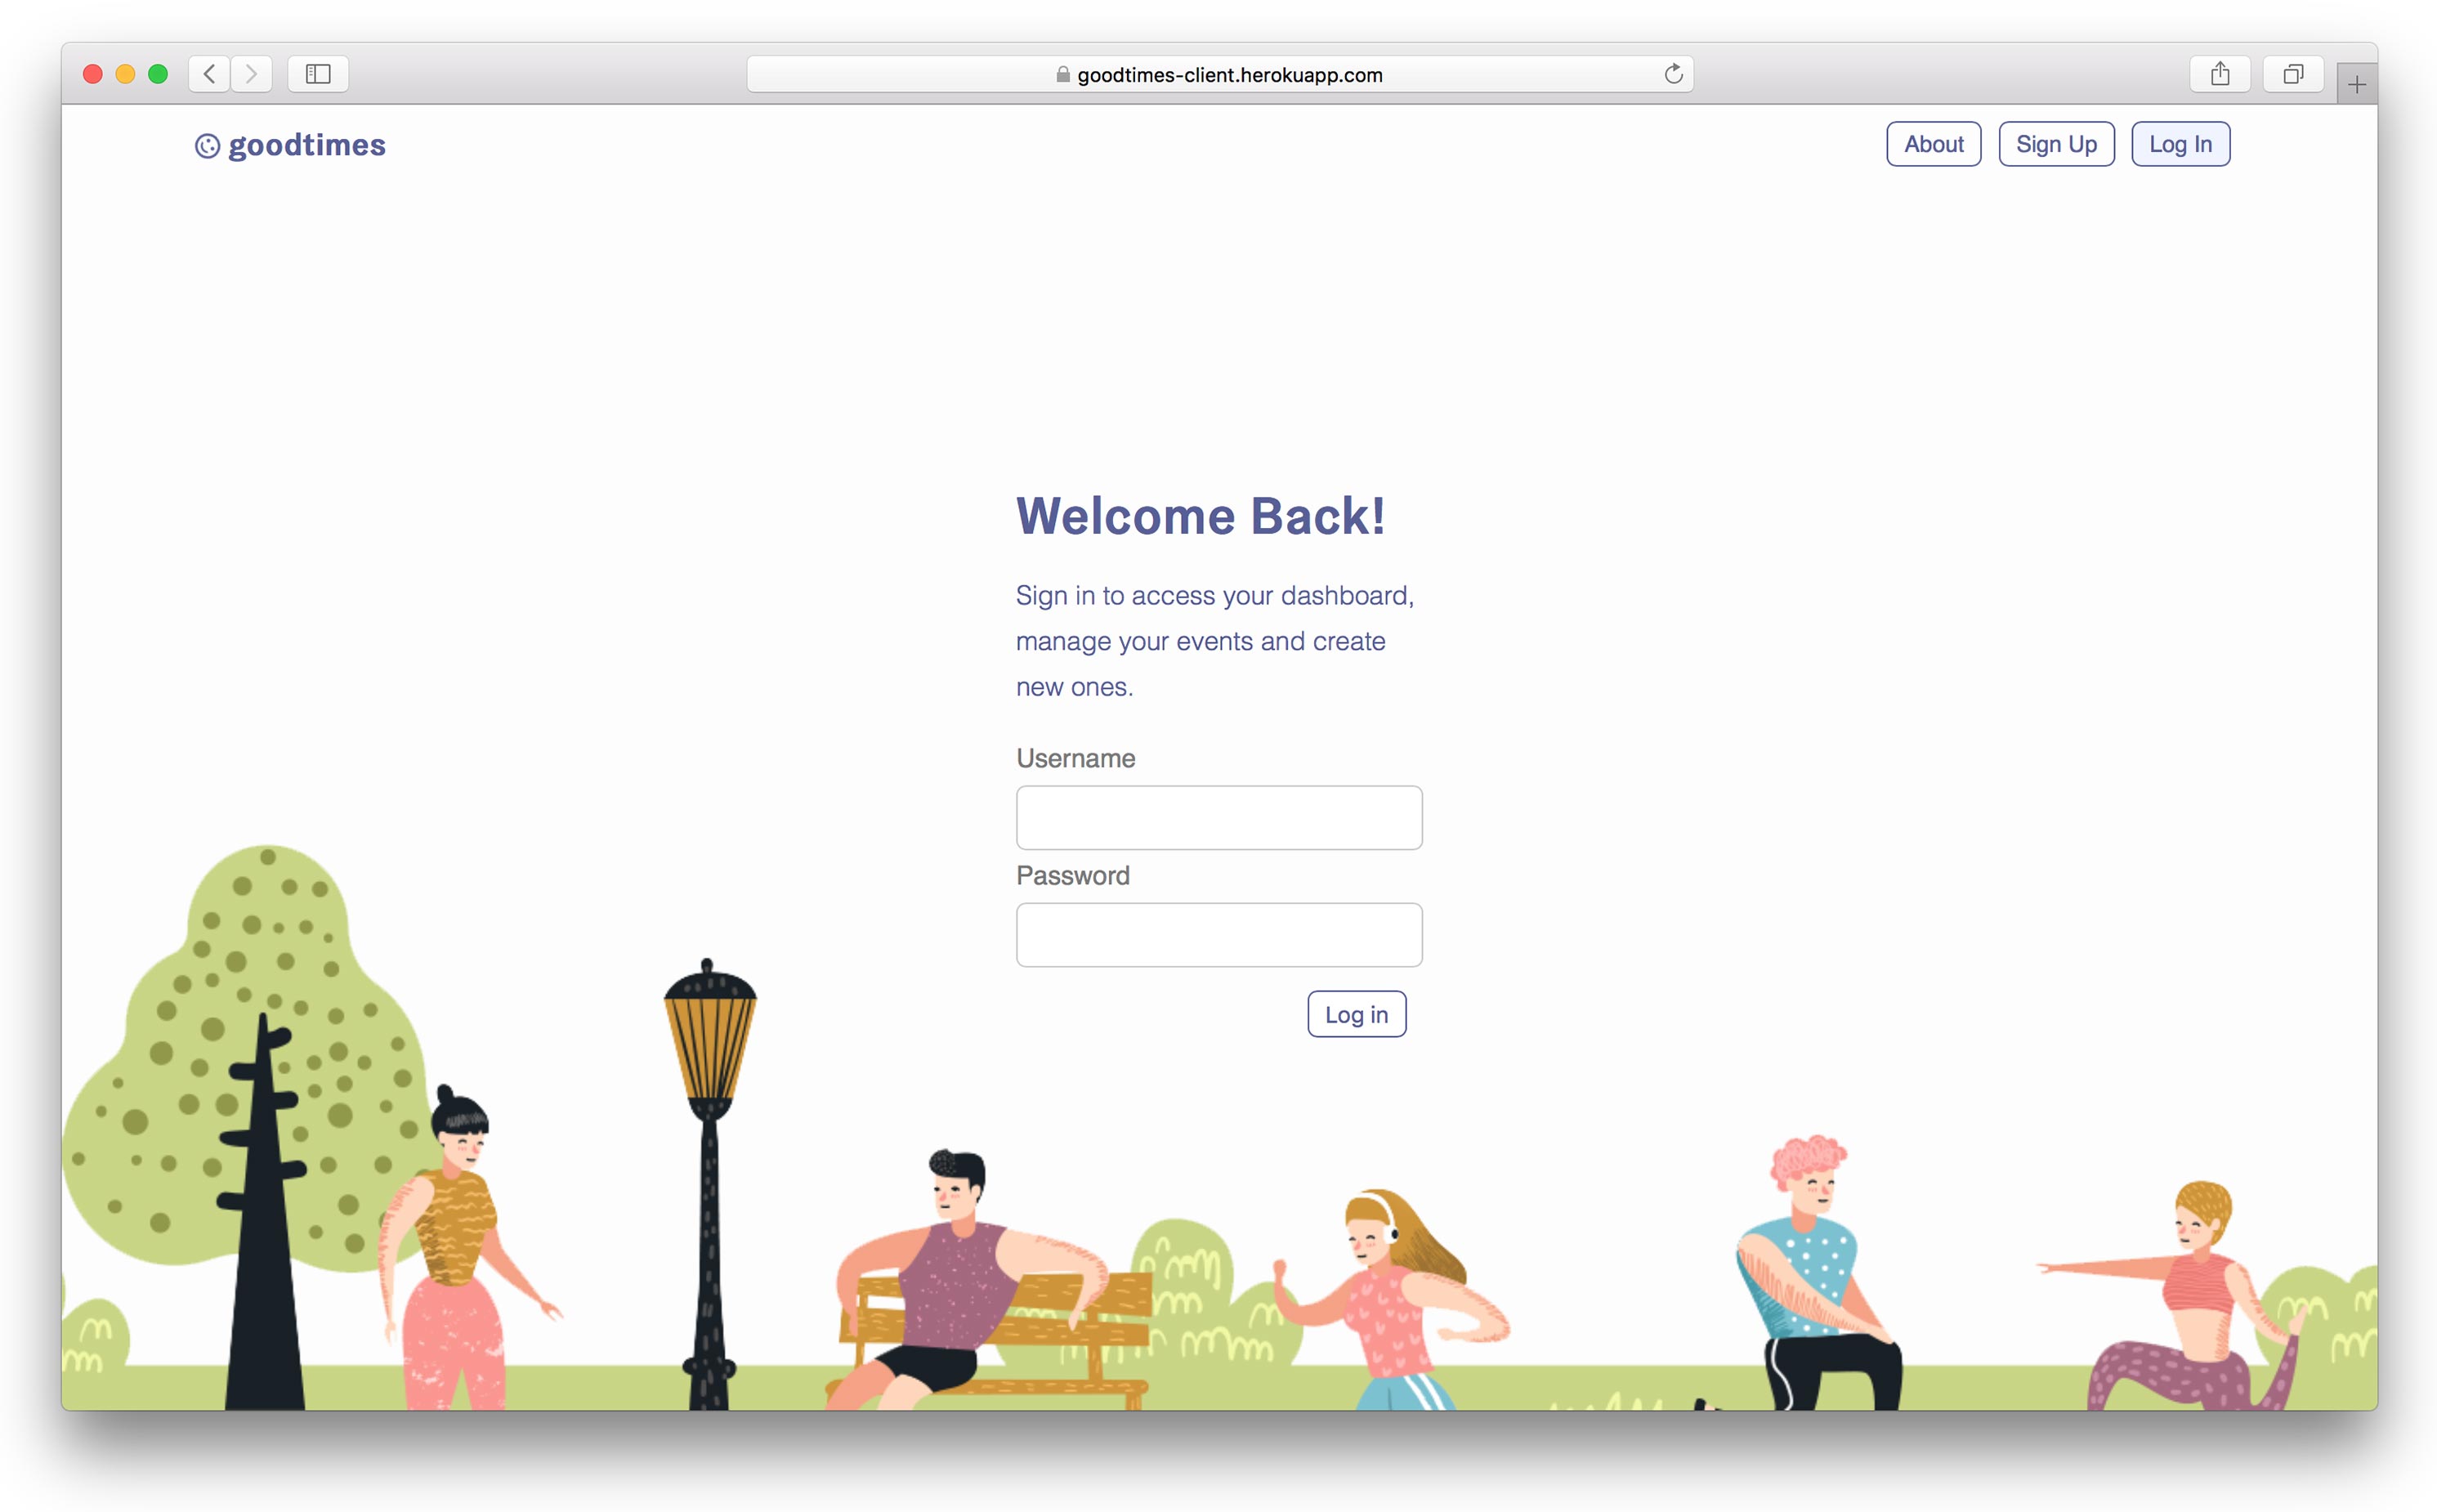 goodtimes-client.herokuapp.com
goodtimes
About
Sign Up
Log In
Welcome Back!
Sign in to access your dashboard,
manage your events and create
new ones.
Username
Password
Log in